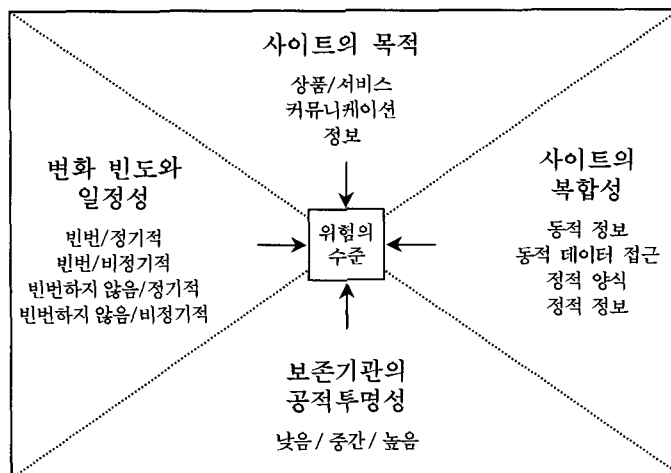 사이트의 목적
상품/서비스
커뮤니케이션
정보
변화 빈도와
일정성
빈번/정기적
빈번/비정기적
빈번하지 않음/정기적
빈번하지 않음/비정기적
위험의
수준
사이트의
복합성
동적 정보
동적 데이터 접근
정적 양식
정적 정보
보존기관의
공적투명성
낮음 / 중간 / 높음